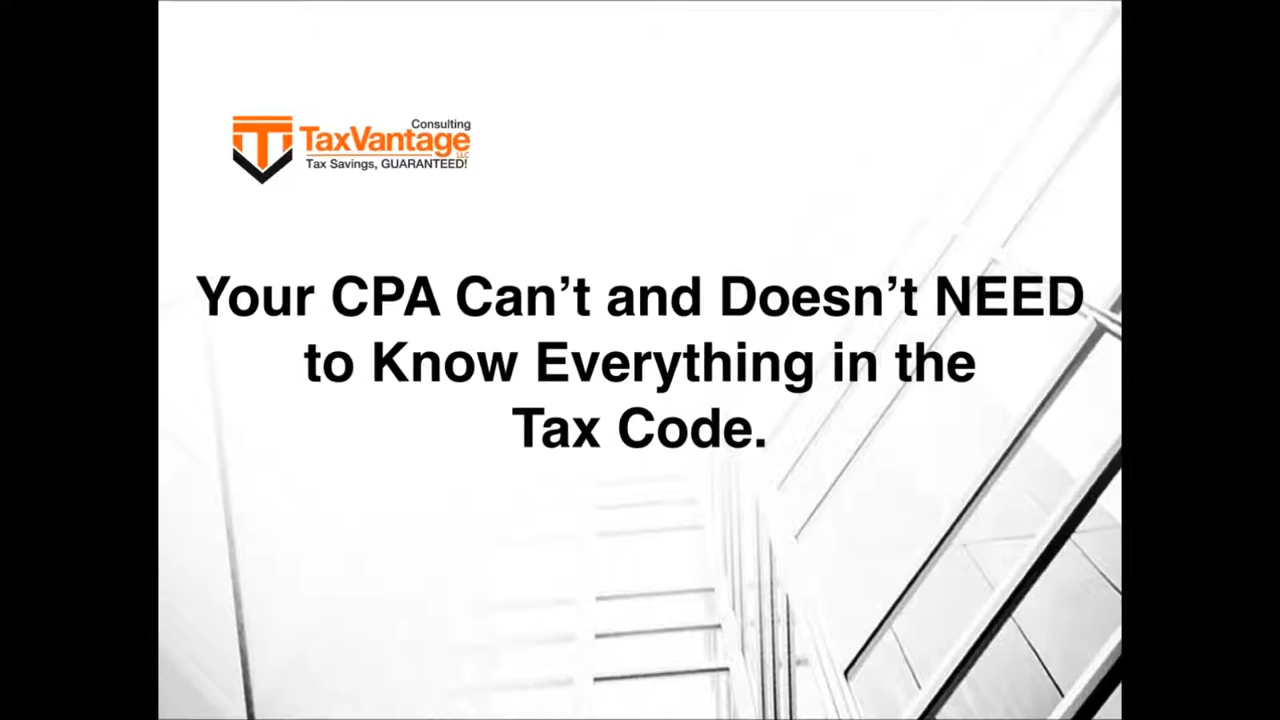 Consulting
TaxVantage
LLC
Tax Savings, GUARANTEED!
Your CPA Can’t and Doesn’t NEED
to Know Everything in the
Tax Code.